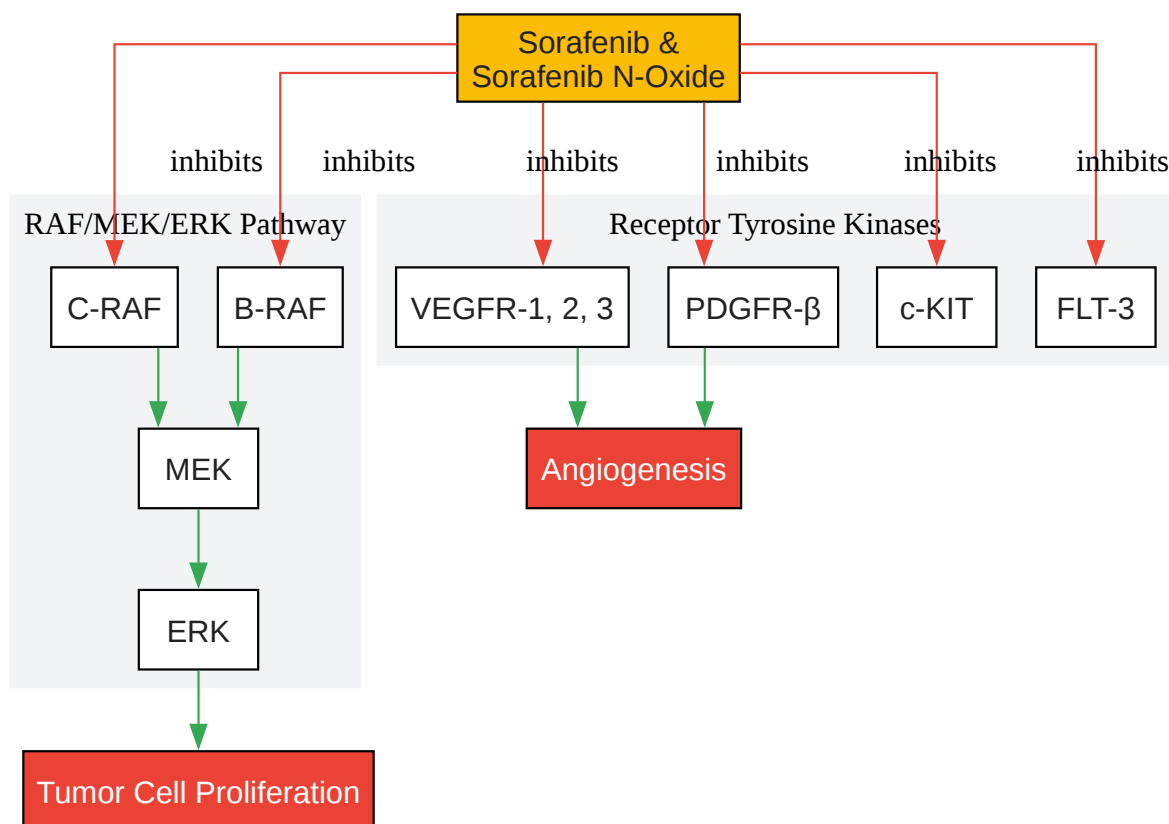 Sorafenib &
Sorafenib N-Oxide
inhibits
inhibits
inhibits
inhibits
inhibits
inhibits
RAF/MEK/ERK Pathway
Receptor Tyrosine Kinases
C-RAF
B-RAF
VEGFR-1, 2, 3
PDGFR-β
c-KIT
FLT-3
MEK
Angiogenesis
ERK
Tumor Cell Proliferation